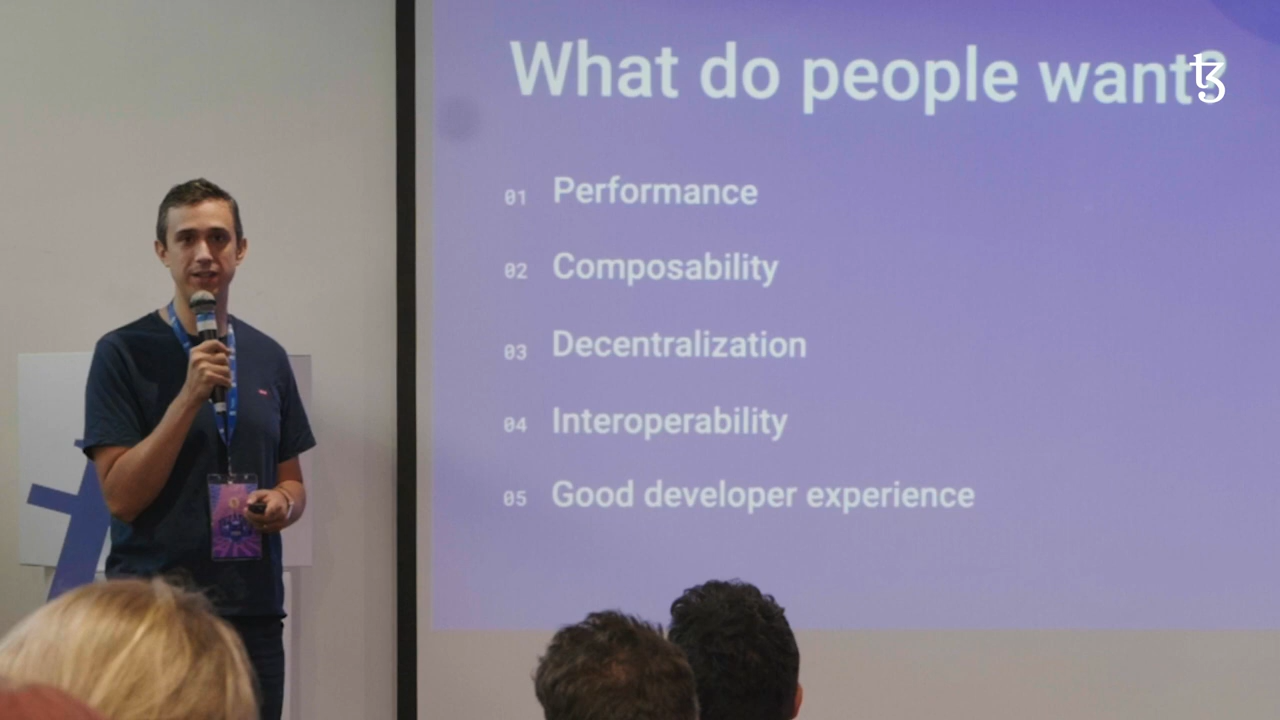 What do people want?
01 Performance
02 Composability
03 Decentralization
04 Interoperability
05 Good developer experience